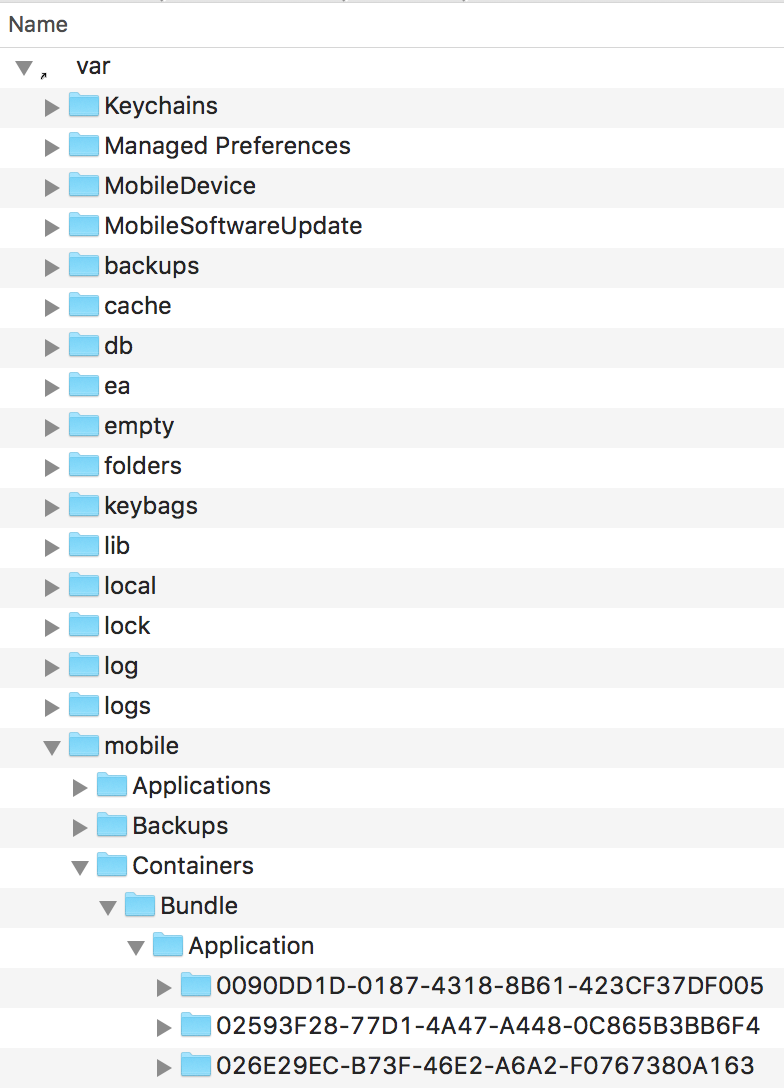 Name
var
Keychains
Managed Preferences
MobileDevice
MobileSoftwareUpdate
backups
cache
db
ea
empty
folders
keybags
lib
local
lock
log
logs
mobile
Applications
Backups
Containers
Bundle
Application
0090DD1D-0187-4318-8B61-423CF37DF005
02593F28-77D1-4A47-A448-0C865B3BB6F4
026E29EC-B73F-46E2-A6A2-F0767380A163